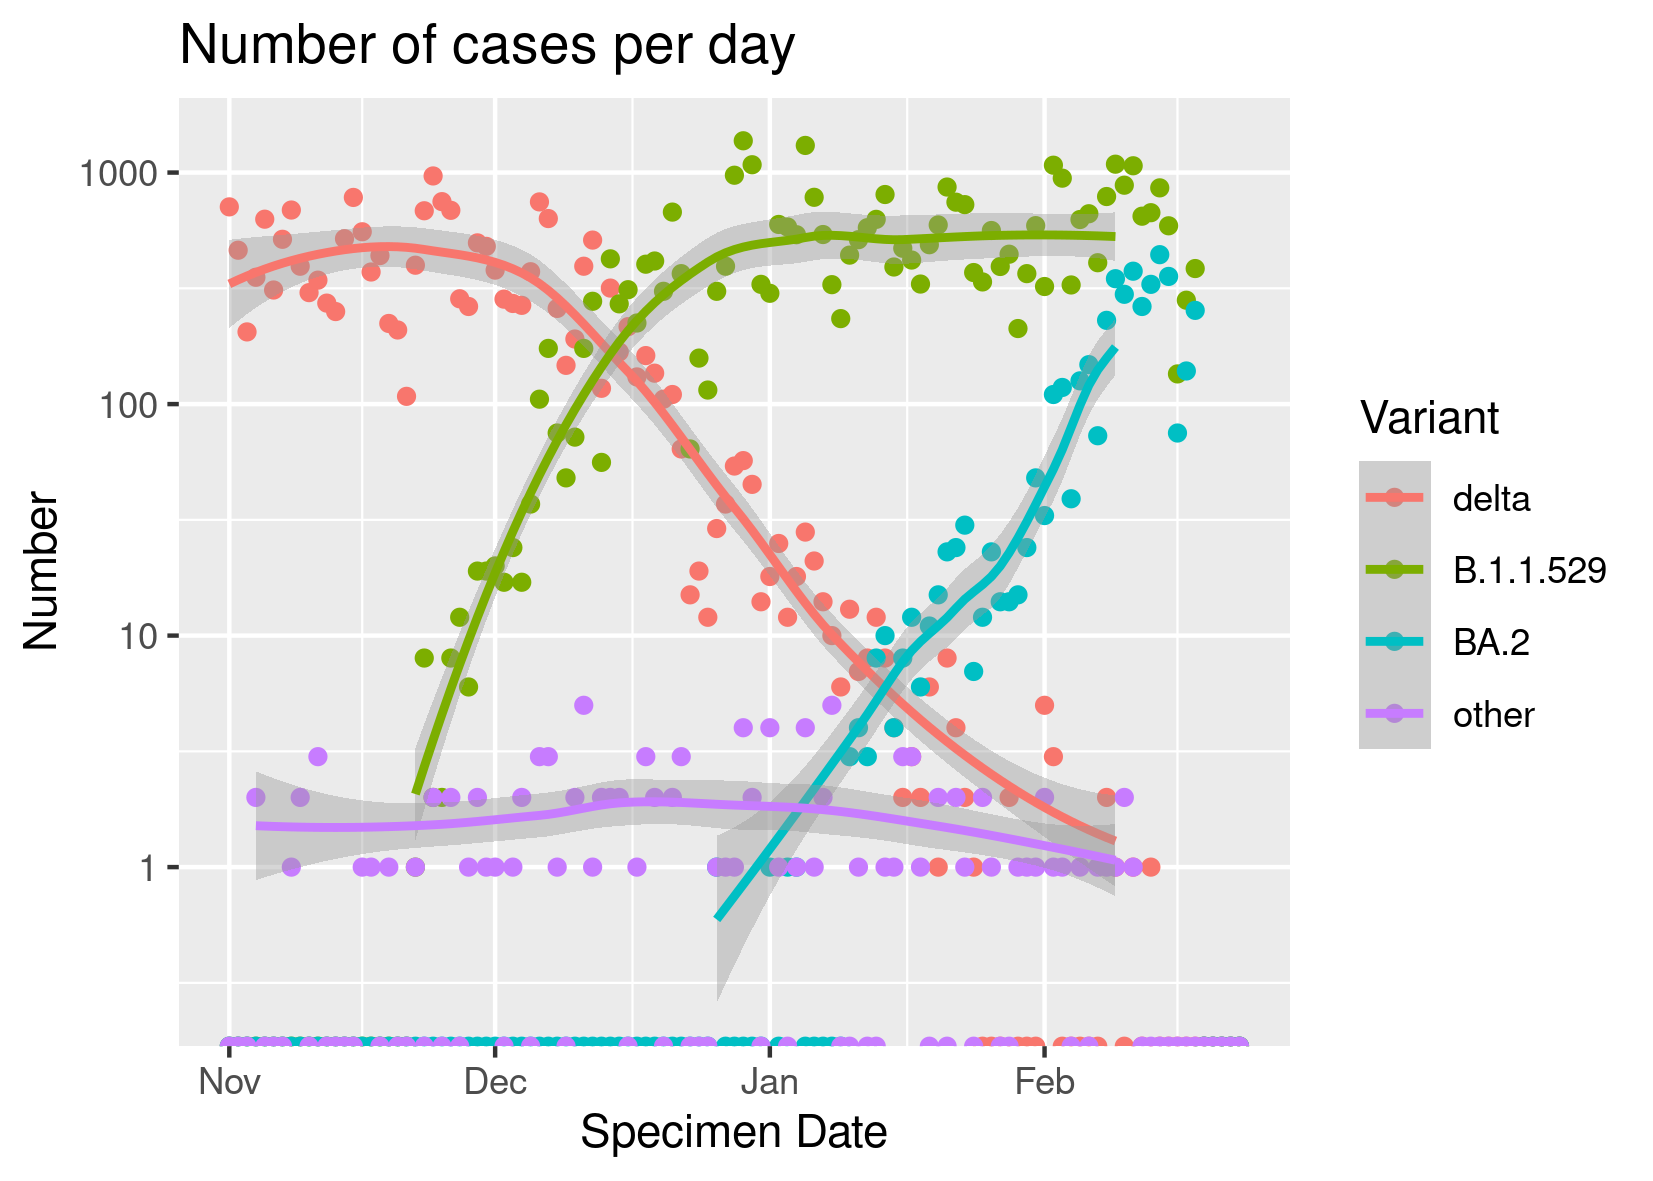 Number of cases per day
Number
1000
100
10
1
Nov Dec Jan Feb
Specimen Date
Variant
delta
B.1.1.529
BA.2
other